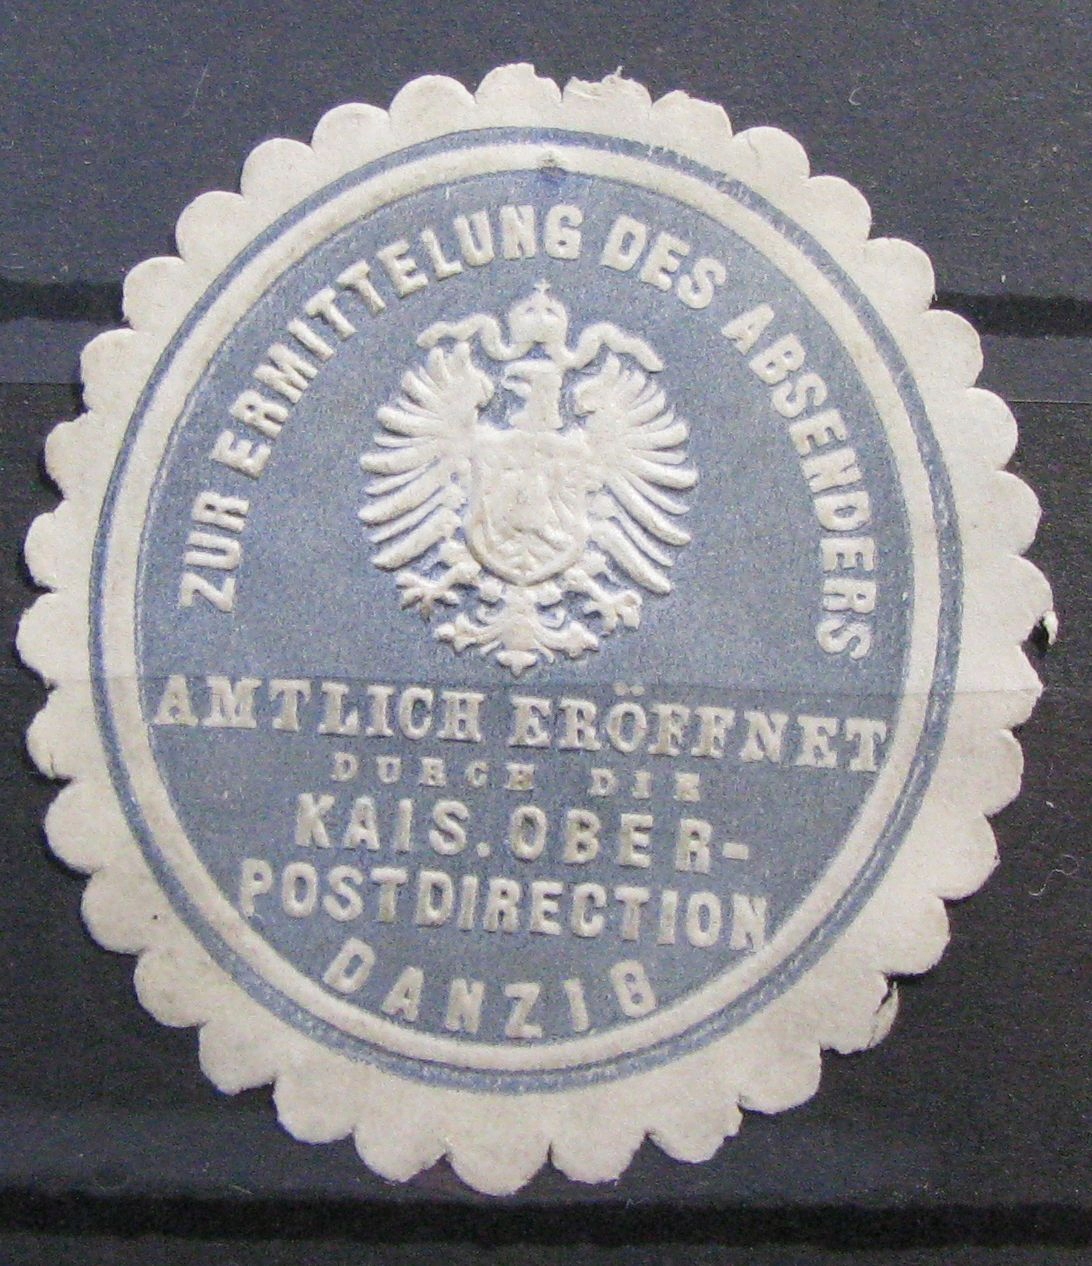 ZUR ERMITTELUNG DES ABSENDERS
AMTLICH ERÖFFNET
DURCH DIE
KAIS. OBER-
POSTDIRECTION
DANZIG